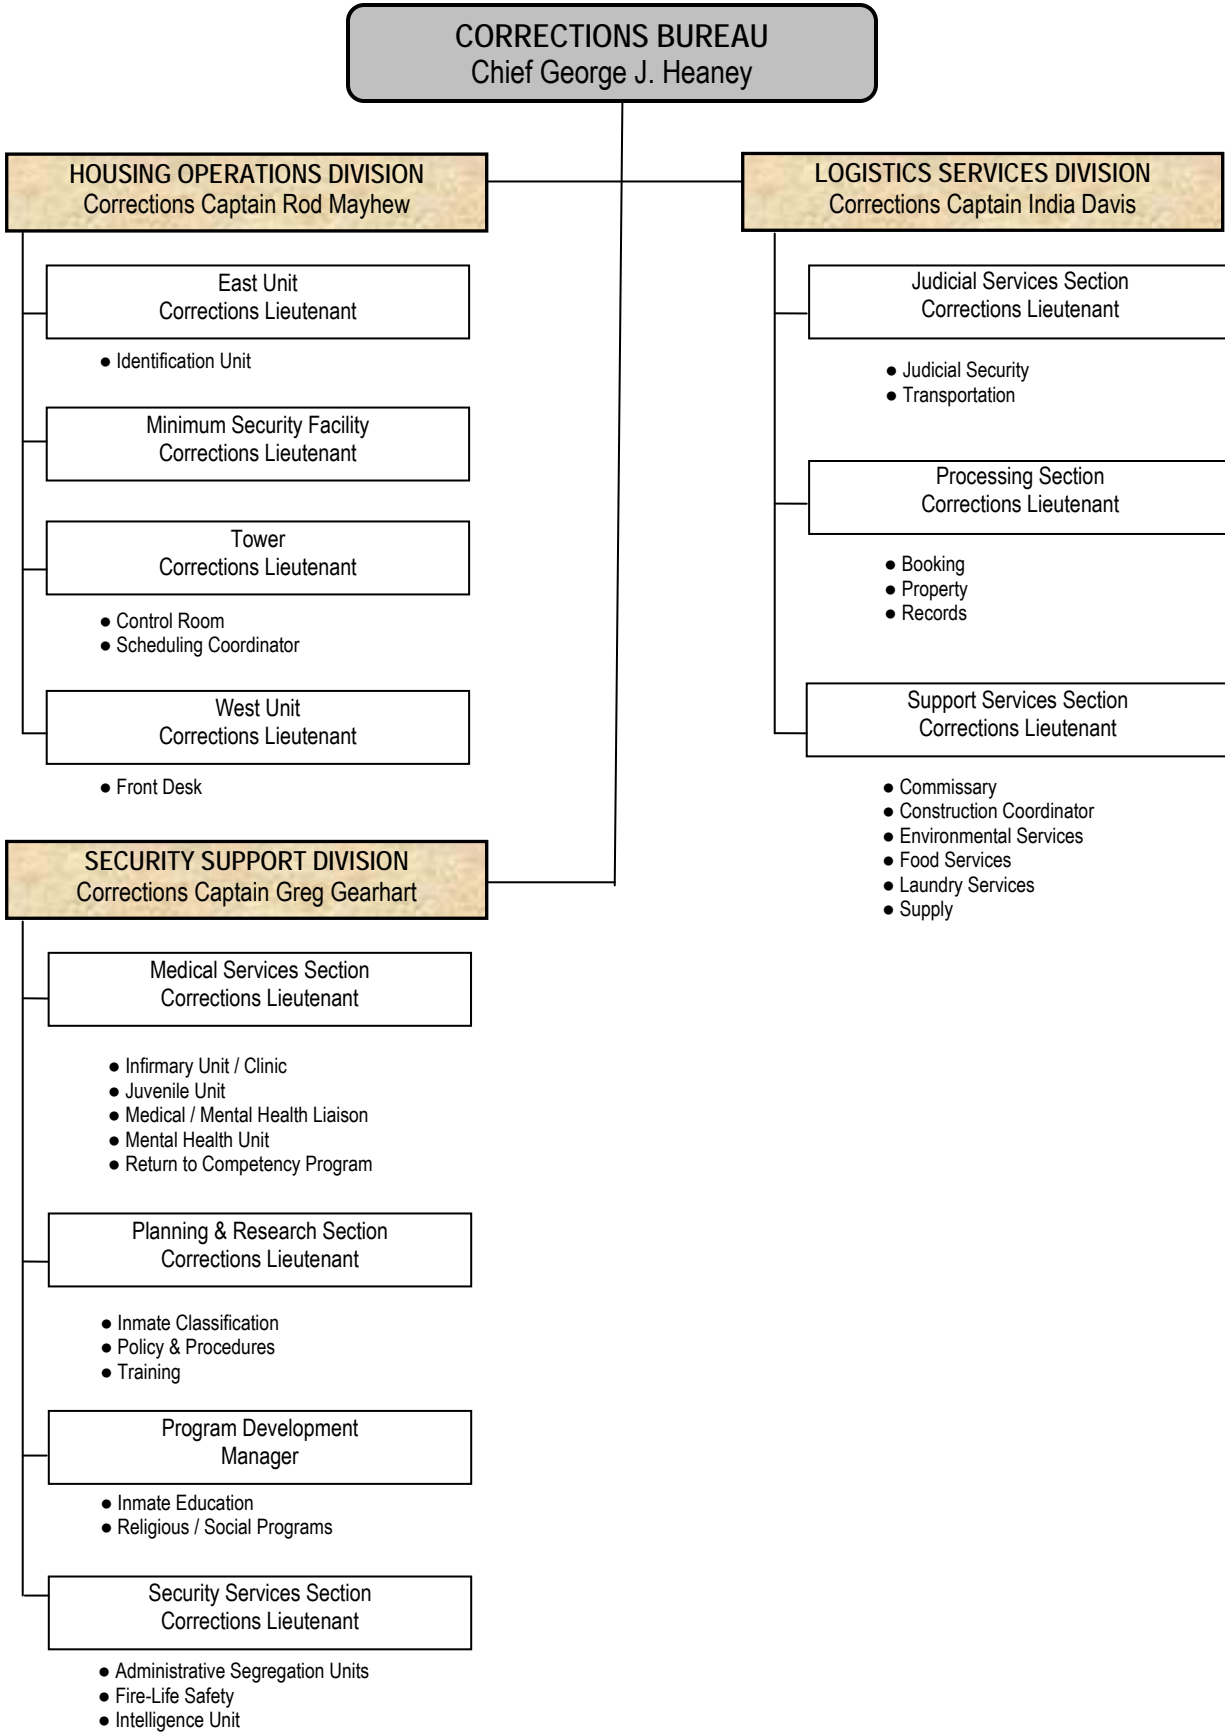 CORRECTIONS BUREAU
Chief George J. Heaney
HOUSING OPERATIONS DIVISION
Corrections Captain Rod Mayhew
East Unit
Corrections Lieutenant
● Identification Unit
Minimum Security Facility
Corrections Lieutenant
Tower
Corrections Lieutenant
● Control Room
● Scheduling Coordinator
West Unit
Corrections Lieutenant
● Front Desk
LOGISTICS SERVICES DIVISION
Corrections Captain India Davis
Judicial Services Section
Corrections Lieutenant
● Judicial Security
● Transportation
Processing Section
Corrections Lieutenant
● Booking
● Property
● Records
Support Services Section
Corrections Lieutenant
● Commissary
● Construction Coordinator
● Environmental Services
● Food Services
● Laundry Services
● Supply
SECURITY SUPPORT DIVISION
Corrections Captain Greg Gearhart
Medical Services Section
Corrections Lieutenant
● Infirmary Unit / Clinic
● Juvenile Unit
● Medical / Mental Health Liaison
● Mental Health Unit
● Return to Competency Program
Planning & Research Section
Corrections Lieutenant
● Inmate Classification
● Policy & Procedures
● Training
Program Development
Manager
● Inmate Education
● Religious / Social Programs
Security Services Section
Corrections Lieutenant
● Administrative Segregation Units
● Fire-Life Safety
● Intelligence Unit